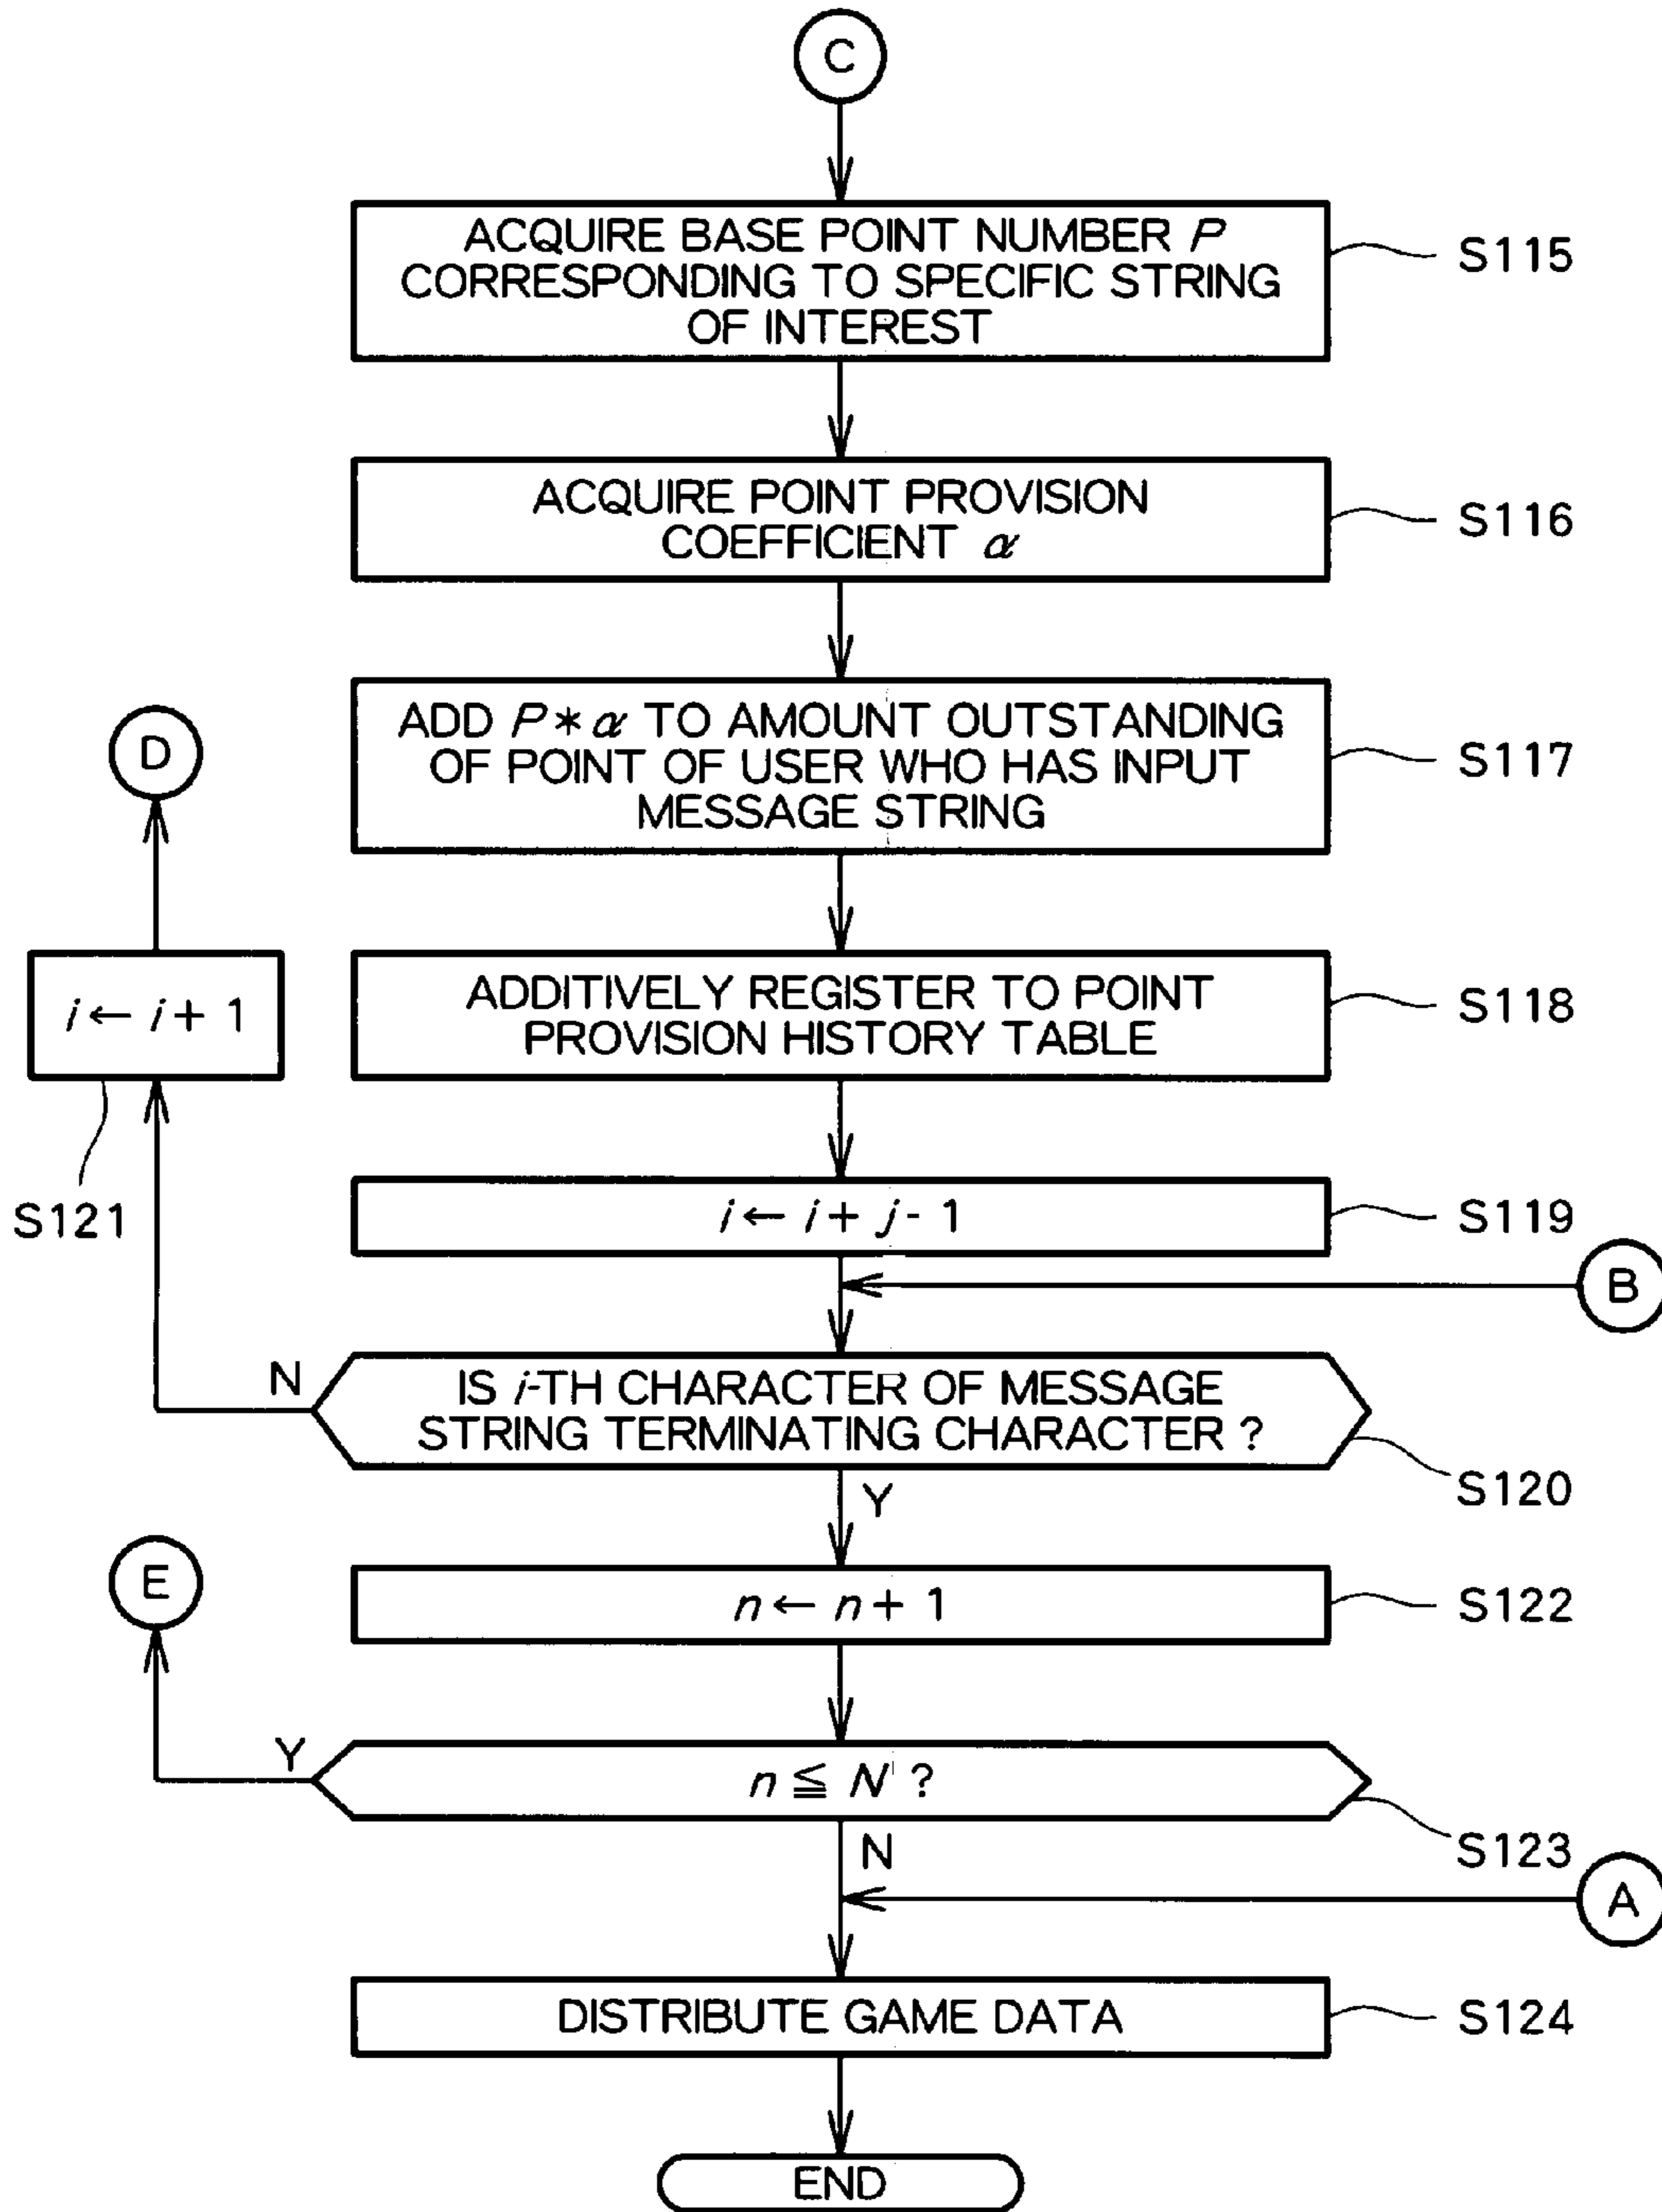 C
ACQUIRE BASE POINT NUMBER P
CORRESPONDING TO SPECIFIC STRING
OF INTEREST
S115
ACQUIRE POINT PROVISION
COEFFICIENT α
S116
ADD P * α TO AMOUNT OUTSTANDING
OF POINT OF USER WHO HAS INPUT
MESSAGE STRING
S117
D
ADDITIVELY REGISTER TO POINT
PROVISION HISTORY TABLE
S118
i ← i + 1
S121
i ← i + j - 1
S119
B
N
IS i-TH CHARACTER OF MESSAGE
STRING TERMINATING CHARACTER ?
S120
Y
E
n ← n + 1
S122
Y
n ≦ N ?
S123
N
A
DISTRIBUTE GAME DATA
S124
END